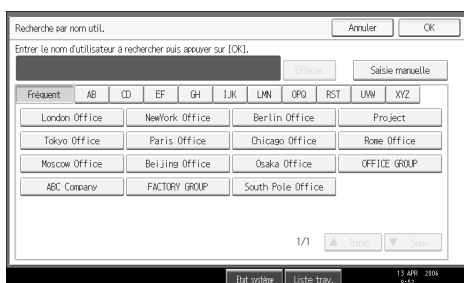 Recherche par nom util. Annuler OK
Entrer le nom d'utilisateur à rechercher puis appuyer sur [OK].
Effacer Saisie manuelle
Fréquent AB CD EF GH IJK LMN OPQ RST UVW XYZ
London Office NewYork Office Berlin Office Project
Tokyo Office Paris Office Chicago Office Rome Office
Moscow Office Beijing Office Osaka Office OFFICE GROUP
ABC Company FACTORY GROUP South Pole Office
1/1 ▲ Précéd. ▼ Suiv.
Etat système Liste trav. 13 APR 2006
9:52